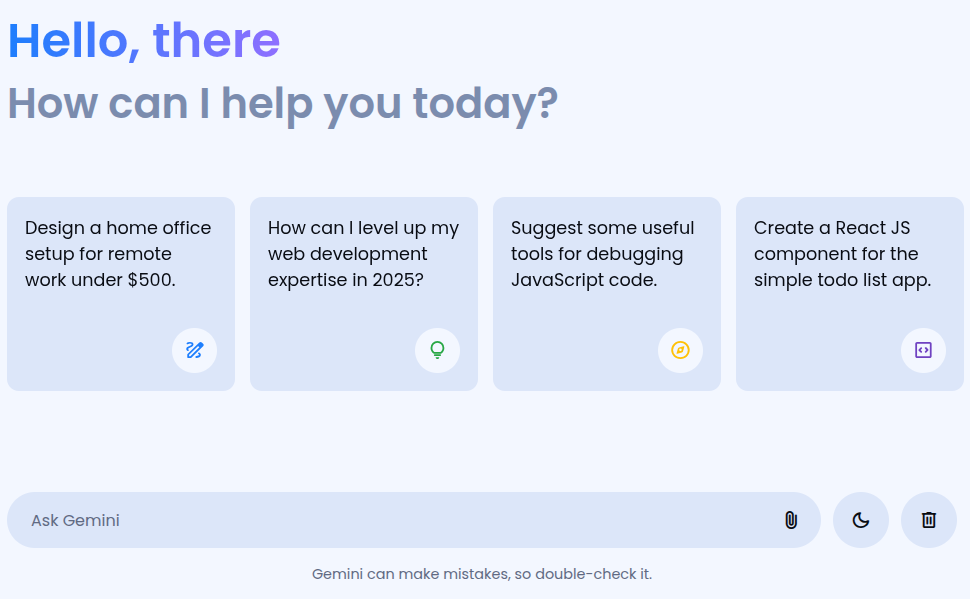 Hello, there
How can I help you today?
Design a home office
setup for remote
work under $500.
How can I level up my
web development
expertise in 2025?
Suggest some useful
tools for debugging
JavaScript code.
Create a React JS
component for the
simple todo list app.
Ask Gemini
Gemini can make mistakes, so double-check it.